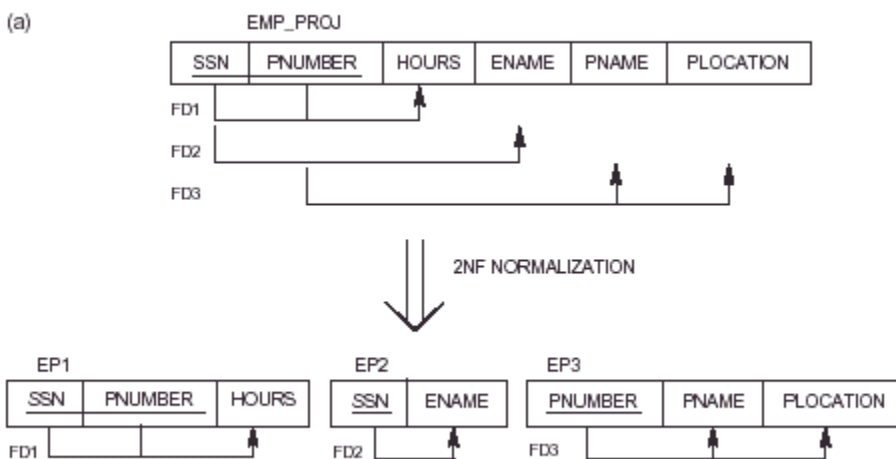 (a)
EMP_PROJ
SSN PNUMBER HOURS ENAME PNAME PLOCATION
FD1
FD2
FD3
2NF NORMALIZATION
EP1 EP2 EP3
SSN PNUMBER HOURS SSN ENAME PNUMBER PNAME PLOCATION
FD1 FD2 FD3